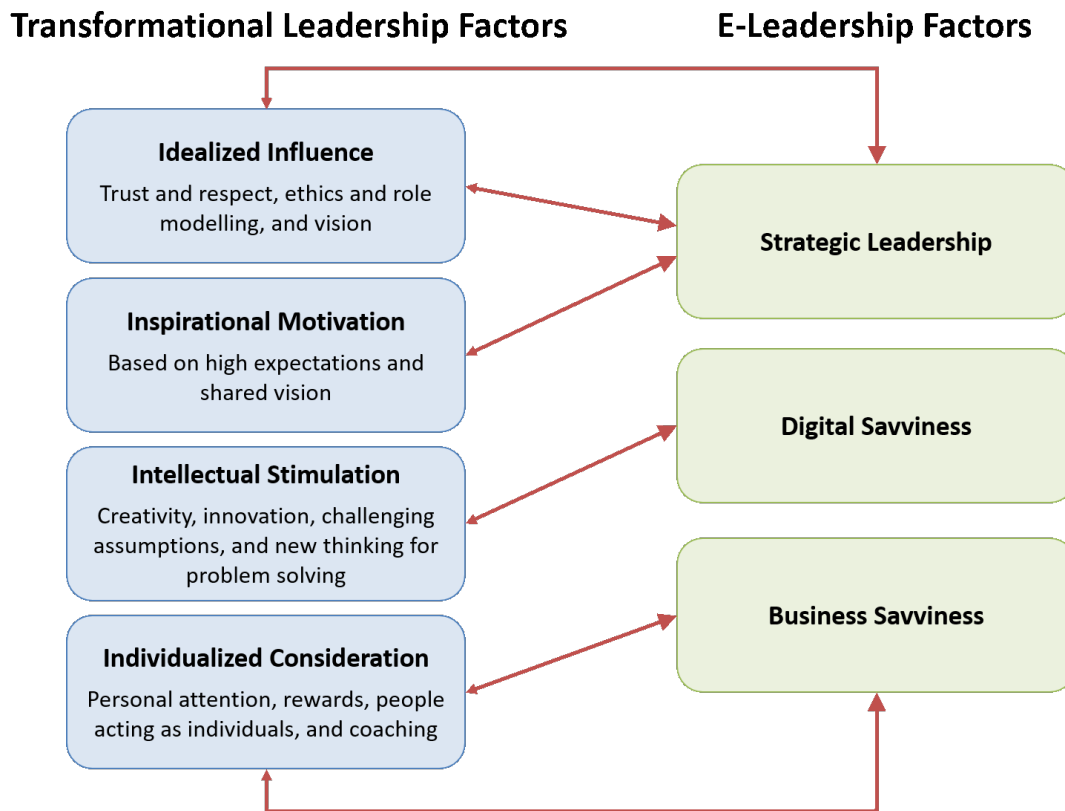 Transformational Leadership Factors
E-Leadership Factors
Idealized Influence
Trust and respect, ethics and role
modelling, and vision
Inspirational Motivation
Based on high expectations and
shared vision
Intellectual Stimulation
Creativity, innovation, challenging
assumptions, and new thinking for
problem solving
Individualized Consideration
Personal attention, rewards, people
acting as individuals, and coaching
Strategic Leadership
Digital Savviness
Business Savviness